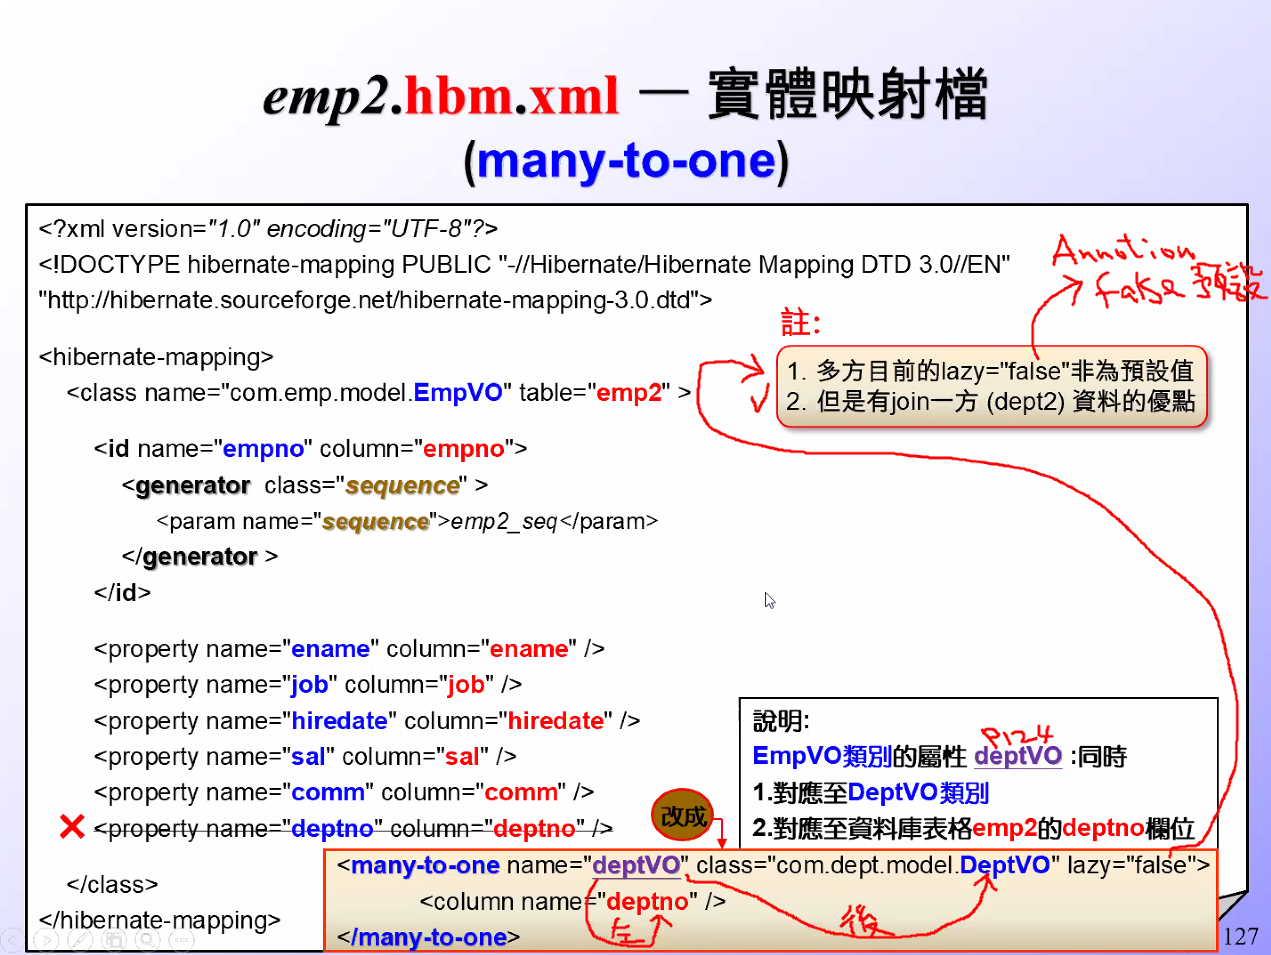 emp2.hbm.xml — 實體映射檔
(many-to-one)
<?xml version="1.0" encoding="UTF-8"?>
<!DOCTYPE hibernate-mapping PUBLIC "-//Hibernate/Hibernate Mapping DTD 3.0//EN"
"http://hibernate.sourceforge.net/hibernate-mapping-3.0.dtd">
Annotion
false 預設
註:
1. 多方目前的lazy="false"非為預設值
2. 但是有join一方 (dept2) 資料的優點
<hibernate-mapping>
<class name="com.emp.model.EmpVO" table="emp2" >
<id name="empno" column="empno">
<generator class="sequence" >
<param name="sequence">emp2_seq</param>
</generator >
</id>
<property name="ename" column="ename" />
<property name="job" column="job" />
<property name="hiredate" column="hiredate" />
<property name="sal" column="sal" />
<property name="comm" column="comm" />
<property name="deptno" column="deptno" />
改成
說明:
P124
EmpVO類別的屬性 deptVO :同時
1.對應至DeptVO類別
2.對應至資料庫表格emp2的deptno欄位
<many-to-one name="deptVO" class="com.dept.model.DeptVO" lazy="false">
<column name="deptno" />
左
後
</many-to-one>
</class>
</hibernate-mapping>
127